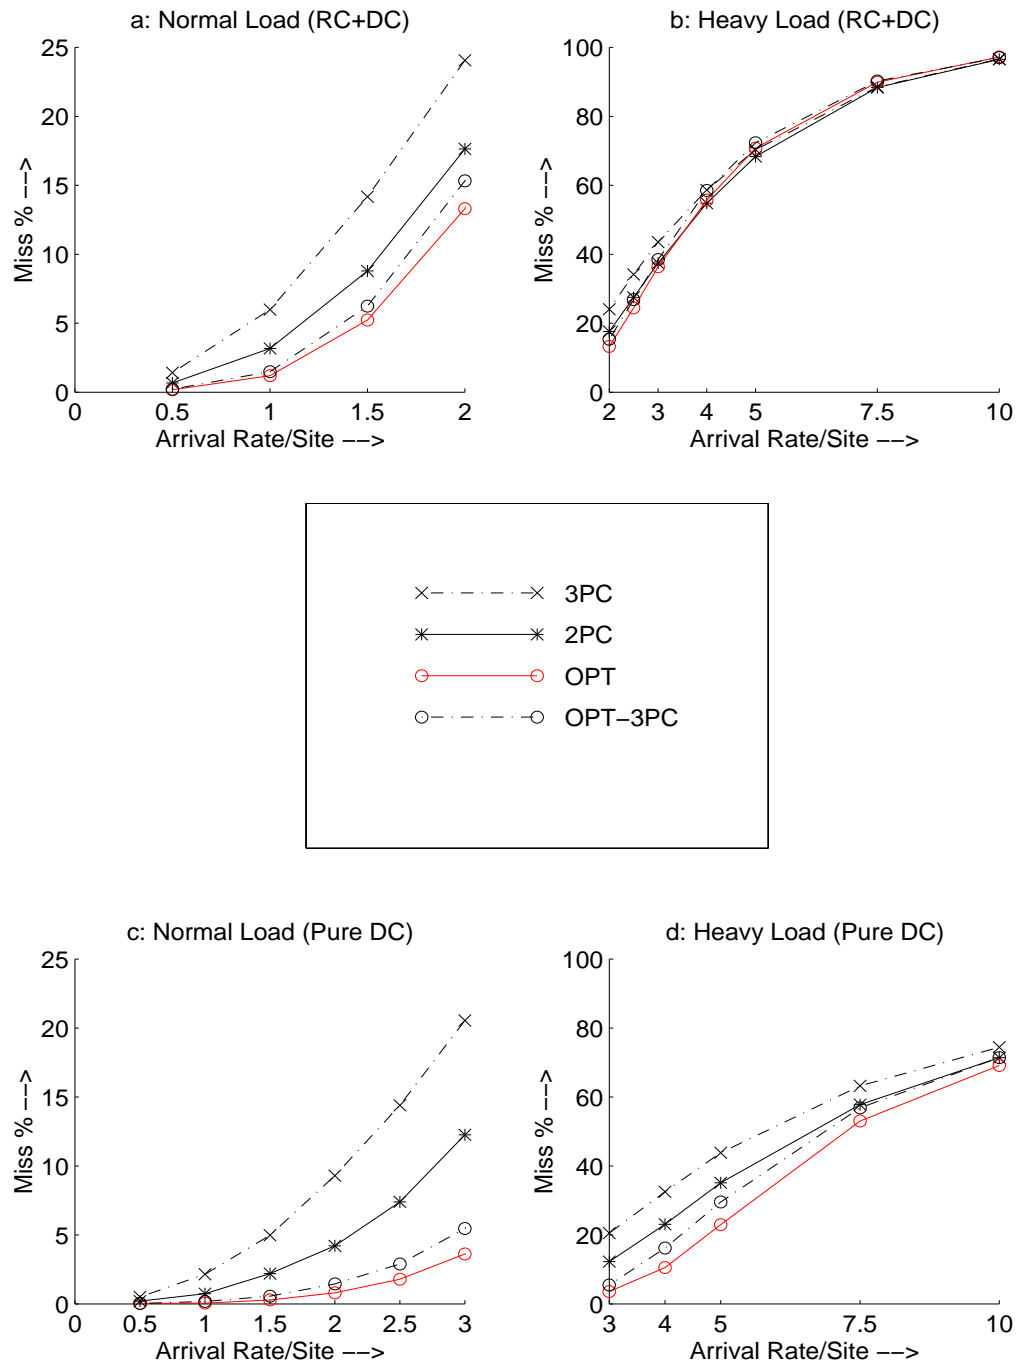 a: Normal Load (RC+DC)
25
20
15
10
5
0
Miss % −−>
0 0.5 1 1.5 2
Arrival Rate/Site −−>
b: Heavy Load (RC+DC)
100
80
60
40
20
0
Miss % −−>
2 3 4 5 7.5 10
Arrival Rate/Site −−>
3PC
2PC
OPT
OPT−3PC
c: Normal Load (Pure DC)
25
20
15
10
5
0
Miss % −−>
0 0.5 1 1.5 2 2.5 3
Arrival Rate/Site −−>
d: Heavy Load (Pure DC)
100
80
60
40
20
0
Miss % −−>
3 4 5 7.5 10
Arrival Rate/Site −−>